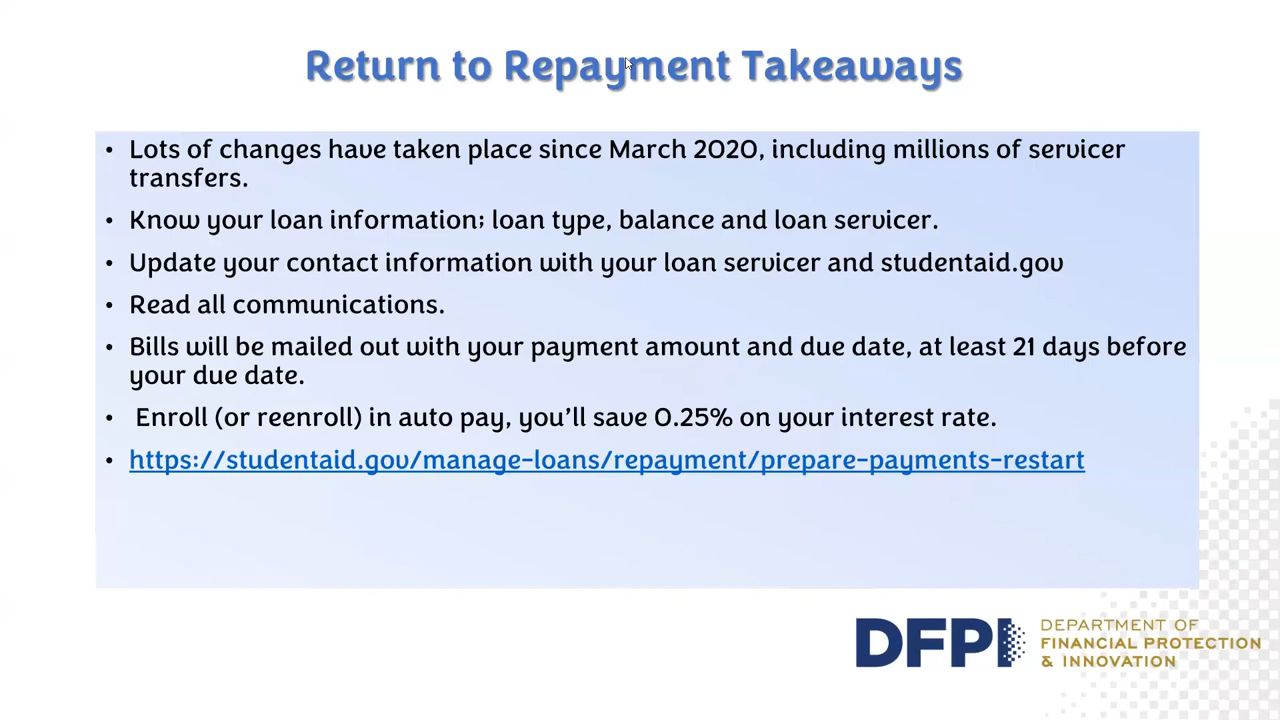 Return to Repayment Takeaways
• Lots of changes have taken place since March 2020, including millions of servicer
transfers.
• Know your loan information; loan type, balance and loan servicer.
• Update your contact information with your loan servicer and studentaid.gov
• Read all communications.
• Bills will be mailed out with your payment amount and due date, at least 21 days before
your due date.
• Enroll (or reenroll) in auto pay, you’ll save 0.25% on your interest rate.
• https://studentaid.gov/manage-loans/repayment/prepare-payments-restart
DFPI
DEPARTMENT OF
FINANCIAL PROTECTION
& INNOVATION